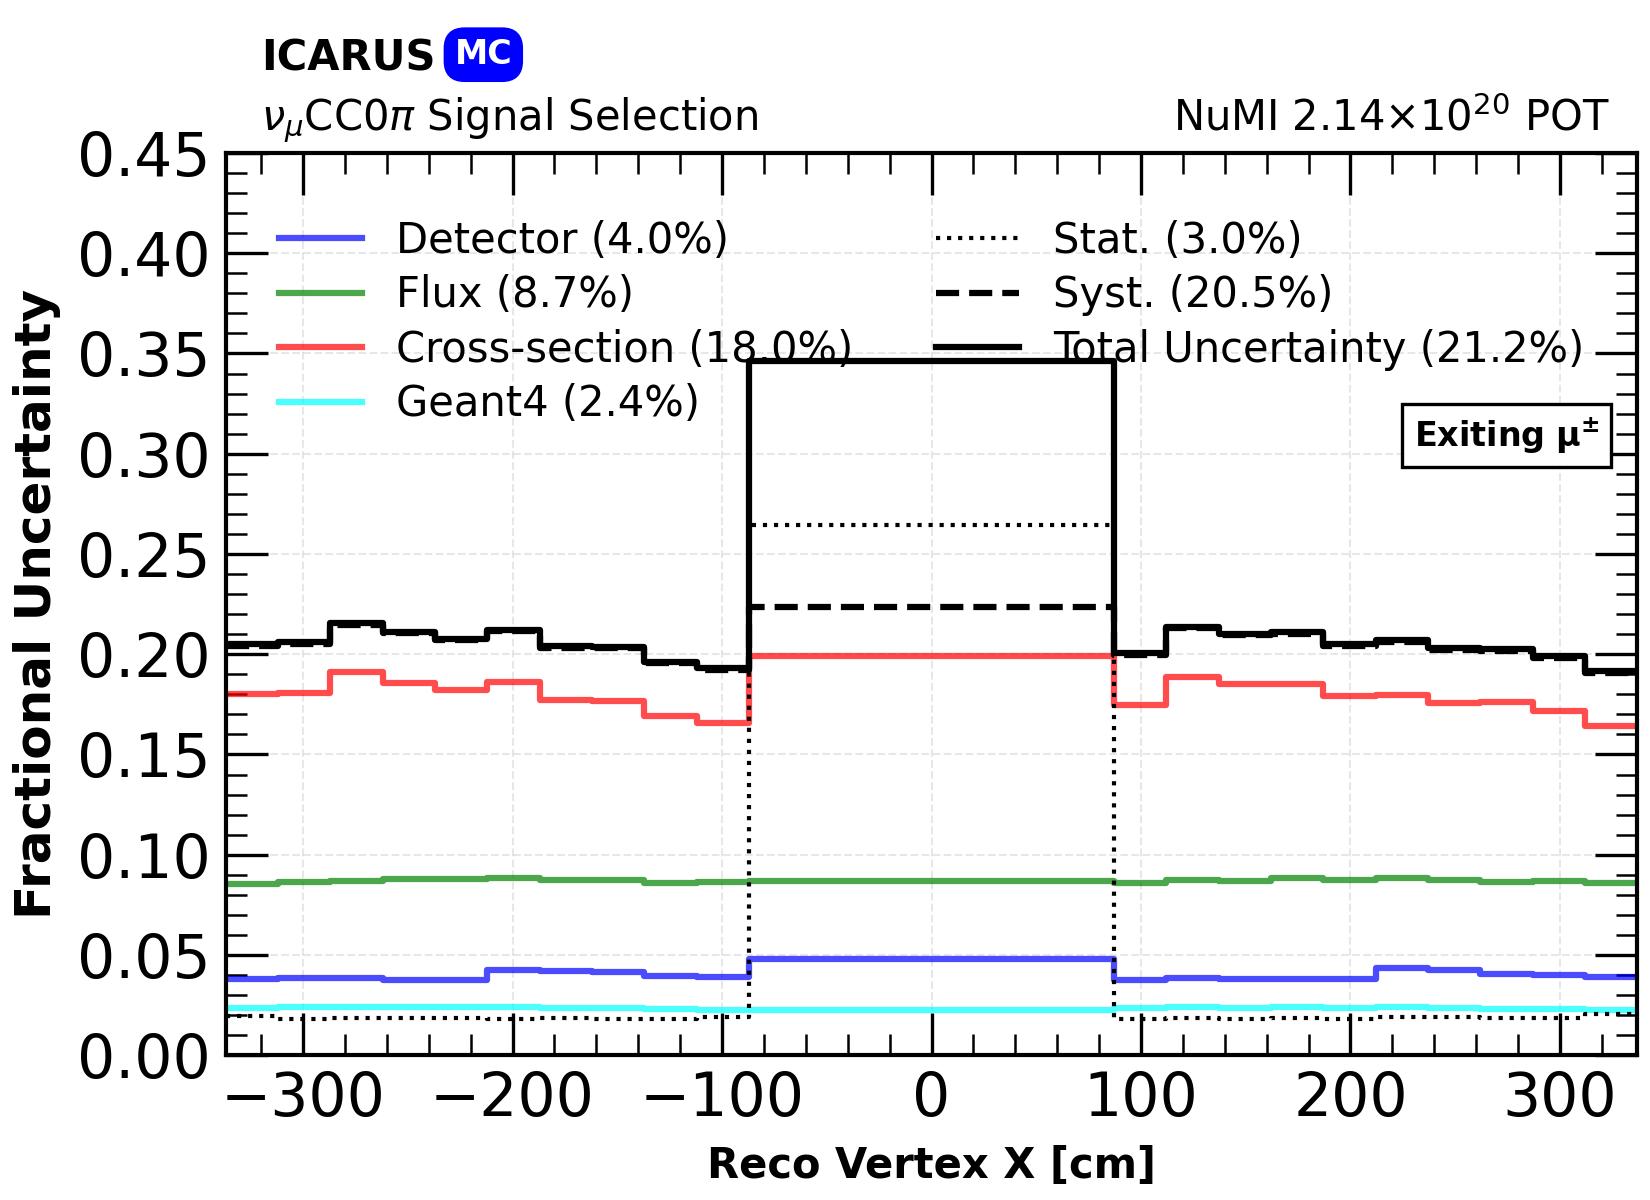 ICARUS MC
νμCC0π Signal Selection
NuMI 2.14×10²⁰ POT
Detector (4.0%)
Flux (8.7%)
Cross-section (18.0%)
Geant4 (2.4%)
Stat. (3.0%)
Syst. (20.5%)
Total Uncertainty (21.2%)
Exiting μ±
Fractional Uncertainty
0.45
0.40
0.35
0.30
0.25
0.20
0.15
0.10
0.05
0.00
−300 −200 −100 0 100 200 300
Reco Vertex X [cm]